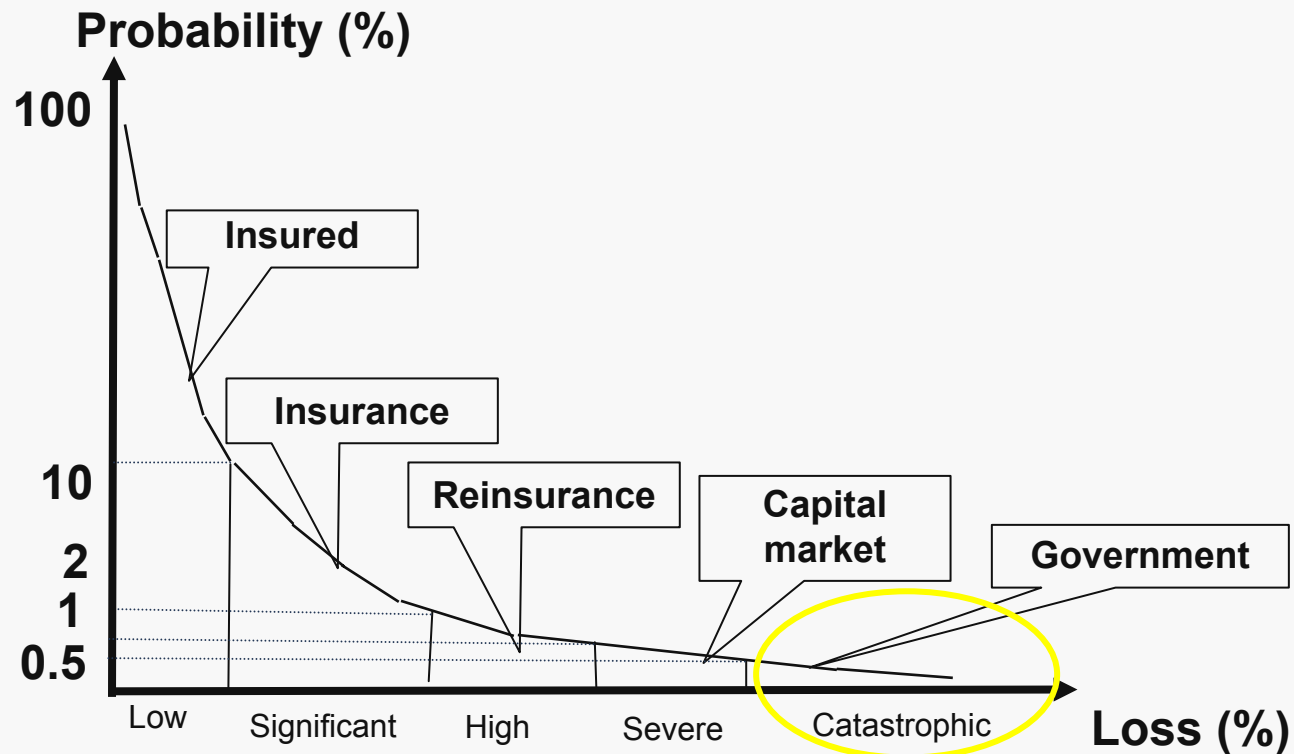 Probability (%)
100
Insured
Insurance
10
Reinsurance
Capital
market
Government
2
1
0.5
Low
Significant
High
Severe
Catastrophic
Loss (%)